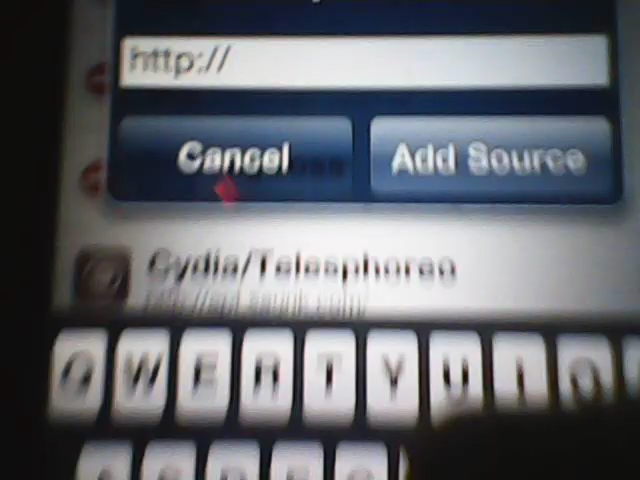 http://
Cancel
Add Source
Cydia/Telesphoreo
Q W E R T Y U I O
A S D F G